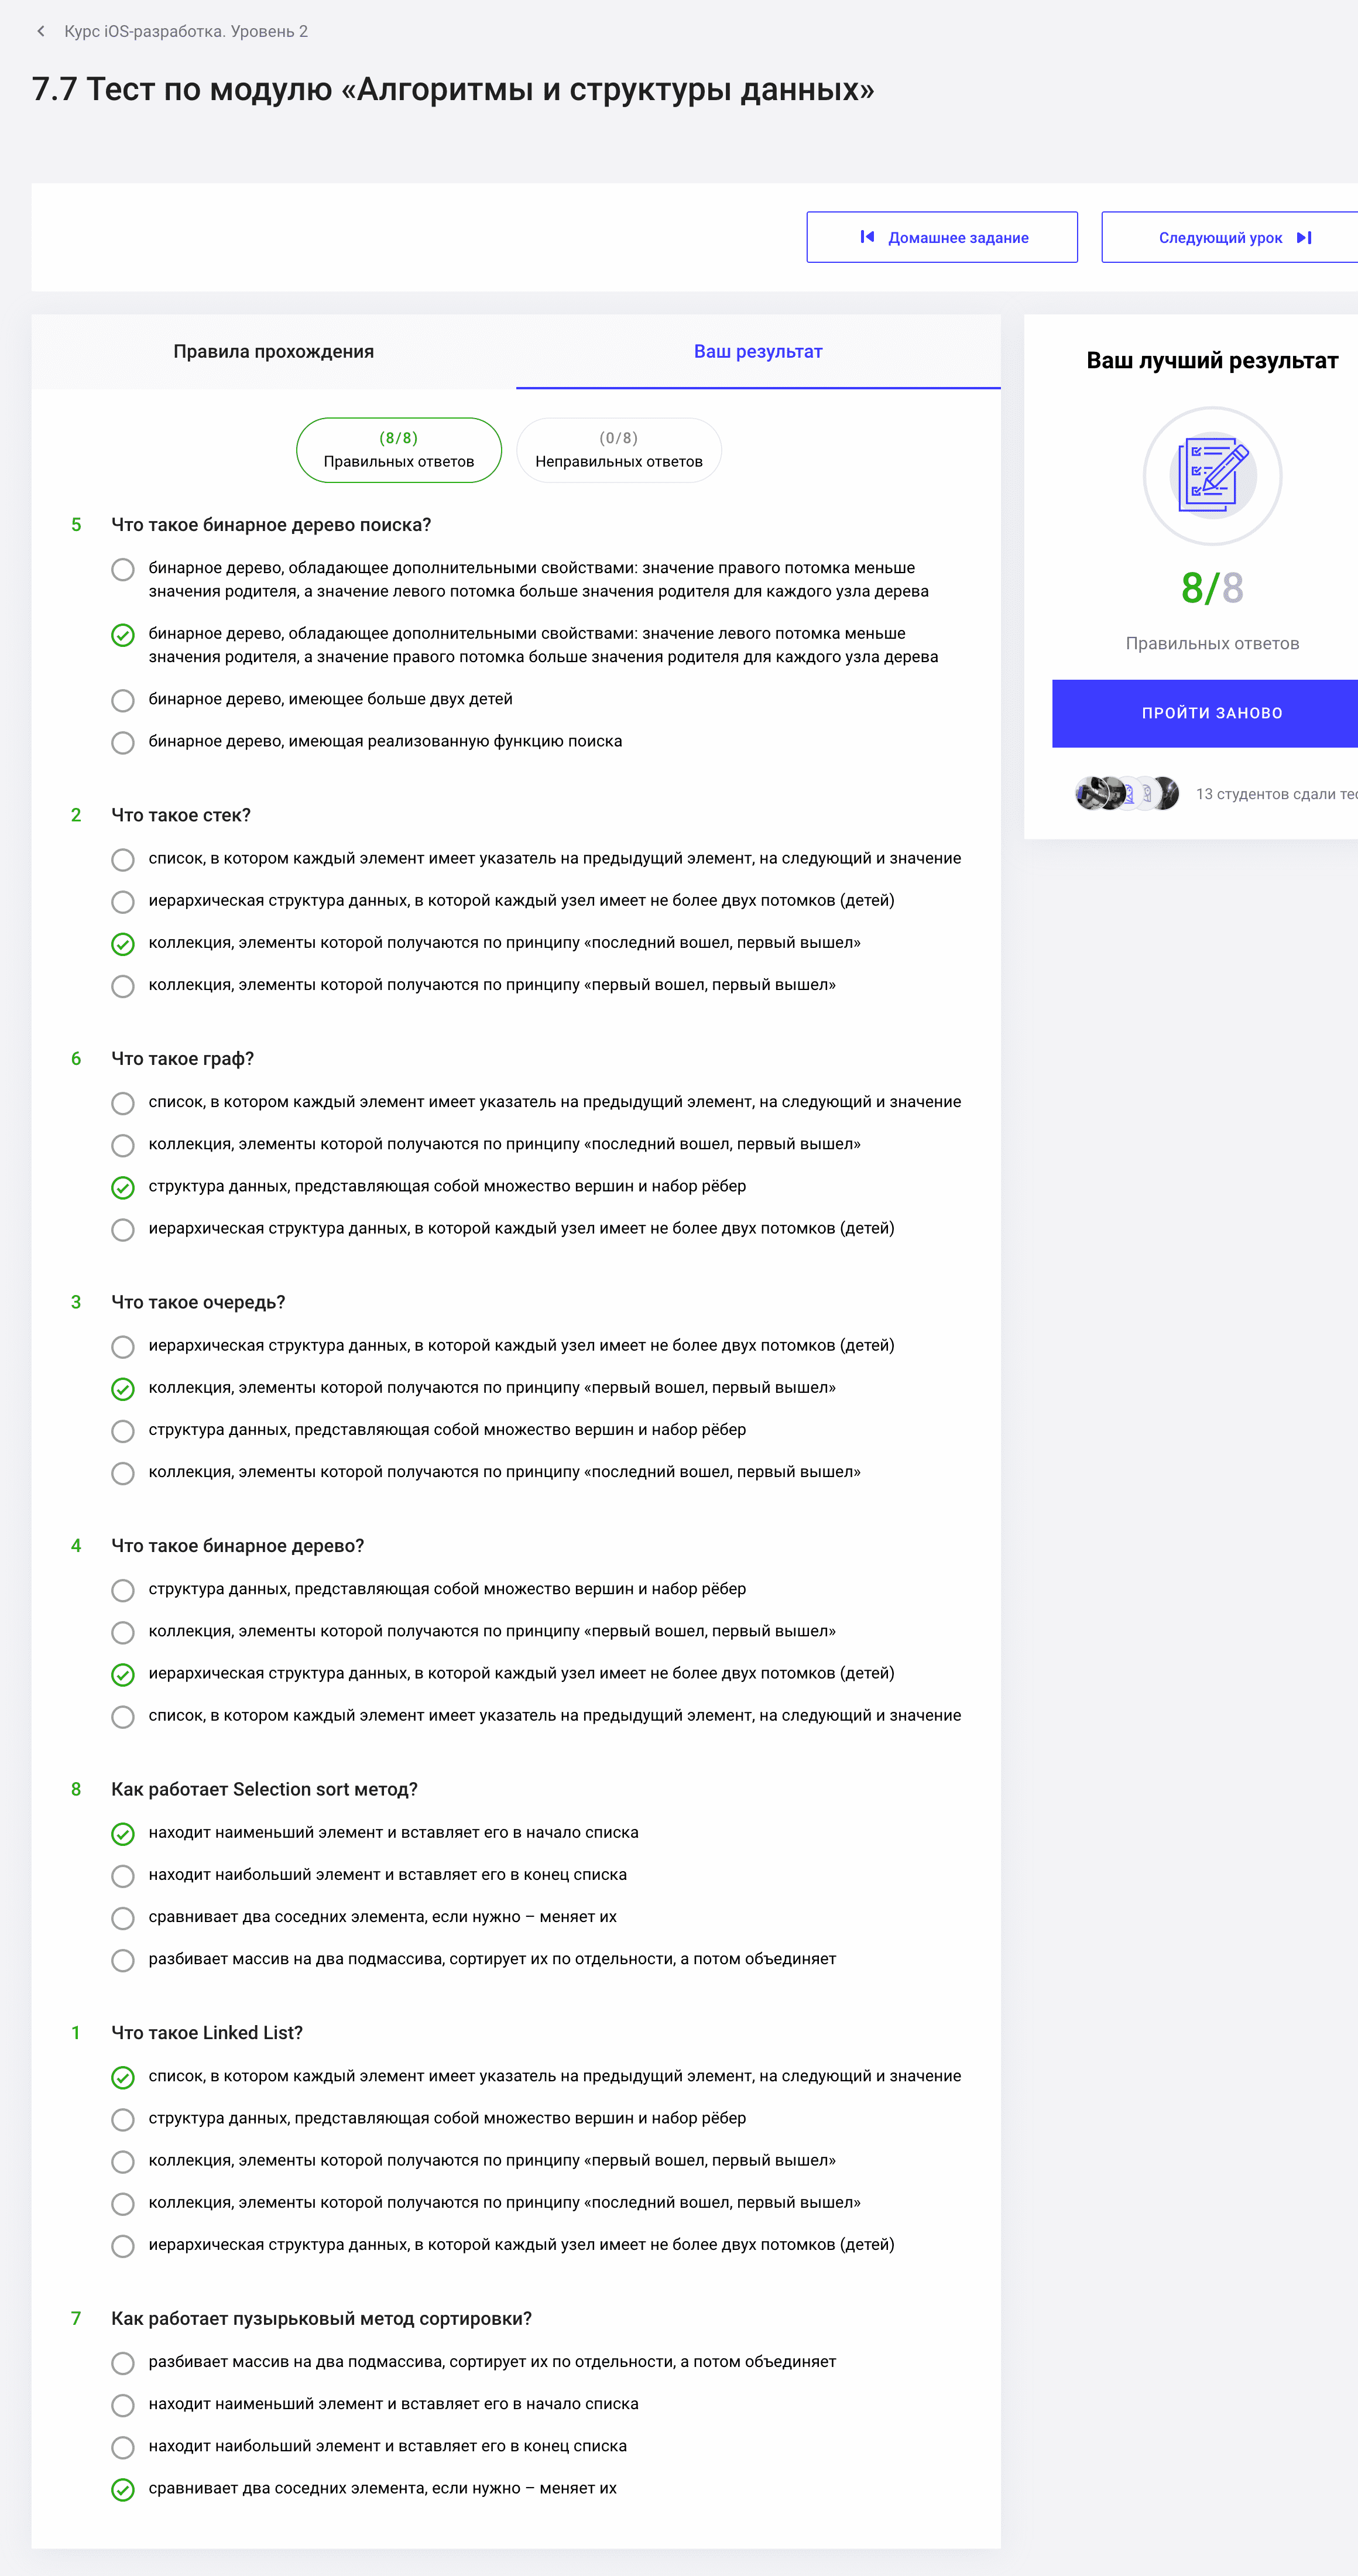 Курс iOS-разработка. Уровень 2
7.7 Тест по модулю «Алгоритмы и структуры данных»
Домашнее задание
Следующий урок
Правила прохождения
Ваш результат
(8/8)
Правильных ответов
(0/8)
Неправильных ответов
5 Что такое бинарное дерево поиска?
бинарное дерево, обладающее дополнительными свойствами: значение правого потомка меньше
значения родителя, а значение левого потомка больше значения родителя для каждого узла дерева
бинарное дерево, обладающее дополнительными свойствами: значение левого потомка меньше
значения родителя, а значение правого потомка больше значения родителя для каждого узла дерева
бинарное дерево, имеющее больше двух детей
бинарное дерево, имеющая реализованную функцию поиска
2 Что такое стек?
список, в котором каждый элемент имеет указатель на предыдущий элемент, на следующий и значение
иерархическая структура данных, в которой каждый узел имеет не более двух потомков (детей)
коллекция, элементы которой получаются по принципу «последний вошел, первый вышел»
коллекция, элементы которой получаются по принципу «первый вошел, первый вышел»
6 Что такое граф?
список, в котором каждый элемент имеет указатель на предыдущий элемент, на следующий и значение
коллекция, элементы которой получаются по принципу «последний вошел, первый вышел»
структура данных, представляющая собой множество вершин и набор рёбер
иерархическая структура данных, в которой каждый узел имеет не более двух потомков (детей)
3 Что такое очередь?
иерархическая структура данных, в которой каждый узел имеет не более двух потомков (детей)
коллекция, элементы которой получаются по принципу «первый вошел, первый вышел»
структура данных, представляющая собой множество вершин и набор рёбер
коллекция, элементы которой получаются по принципу «последний вошел, первый вышел»
4 Что такое бинарное дерево?
структура данных, представляющая собой множество вершин и набор рёбер
коллекция, элементы которой получаются по принципу «первый вошел, первый вышел»
иерархическая структура данных, в которой каждый узел имеет не более двух потомков (детей)
список, в котором каждый элемент имеет указатель на предыдущий элемент, на следующий и значение
8 Как работает Selection sort метод?
находит наименьший элемент и вставляет его в начало списка
находит наибольший элемент и вставляет его в конец списка
сравнивает два соседних элемента, если нужно – меняет их
разбивает массив на два подмассива, сортирует их по отдельности, а потом объединяет
1 Что такое Linked List?
список, в котором каждый элемент имеет указатель на предыдущий элемент, на следующий и значение
структура данных, представляющая собой множество вершин и набор рёбер
коллекция, элементы которой получаются по принципу «первый вошел, первый вышел»
коллекция, элементы которой получаются по принципу «последний вошел, первый вышел»
иерархическая структура данных, в которой каждый узел имеет не более двух потомков (детей)
7 Как работает пузырьковый метод сортировки?
разбивает массив на два подмассива, сортирует их по отдельности, а потом объединяет
находит наименьший элемент и вставляет его в начало списка
находит наибольший элемент и вставляет его в конец списка
сравнивает два соседних элемента, если нужно – меняет их
Ваш лучший результат
8/8
Правильных ответов
ПРОЙТИ ЗАНОВО
13 студентов сдали